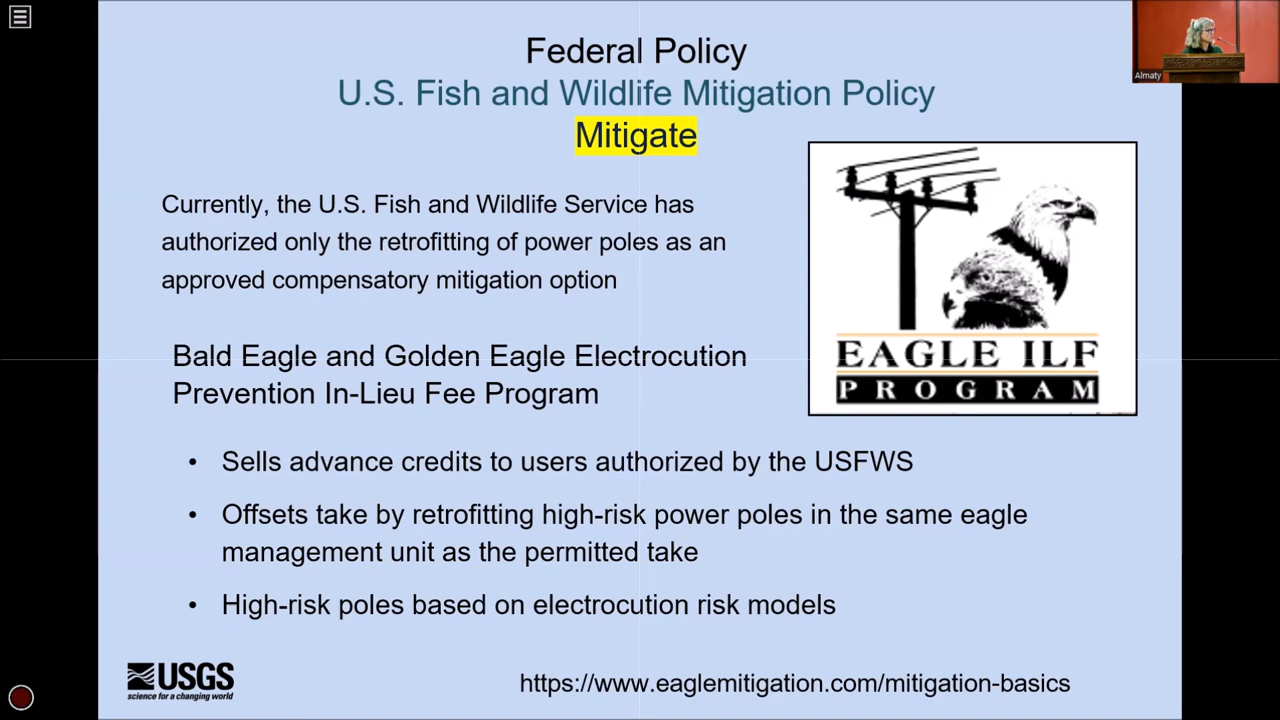 Federal Policy
U.S. Fish and Wildlife Mitigation Policy
Mitigate
Almaty
Currently, the U.S. Fish and Wildlife Service has
authorized only the retrofitting of power poles as an
approved compensatory mitigation option
EAGLE ILF
PROGRAM
Bald Eagle and Golden Eagle Electrocution
Prevention In-Lieu Fee Program
• Sells advance credits to users authorized by the USFWS
• Offsets take by retrofitting high-risk power poles in the same eagle
management unit as the permitted take
• High-risk poles based on electrocution risk models
USGS
science for a changing world
https://www.eaglemitigation.com/mitigation-basics